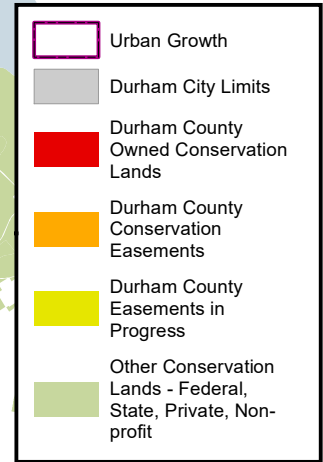 Urban Growth
Durham City Limits
Durham County
Owned Conservation
Lands
Durham County
Conservation
Easements
Durham County
Easements in
Progress
Other Conservation
Lands - Federal,
State, Private, Non-
profit